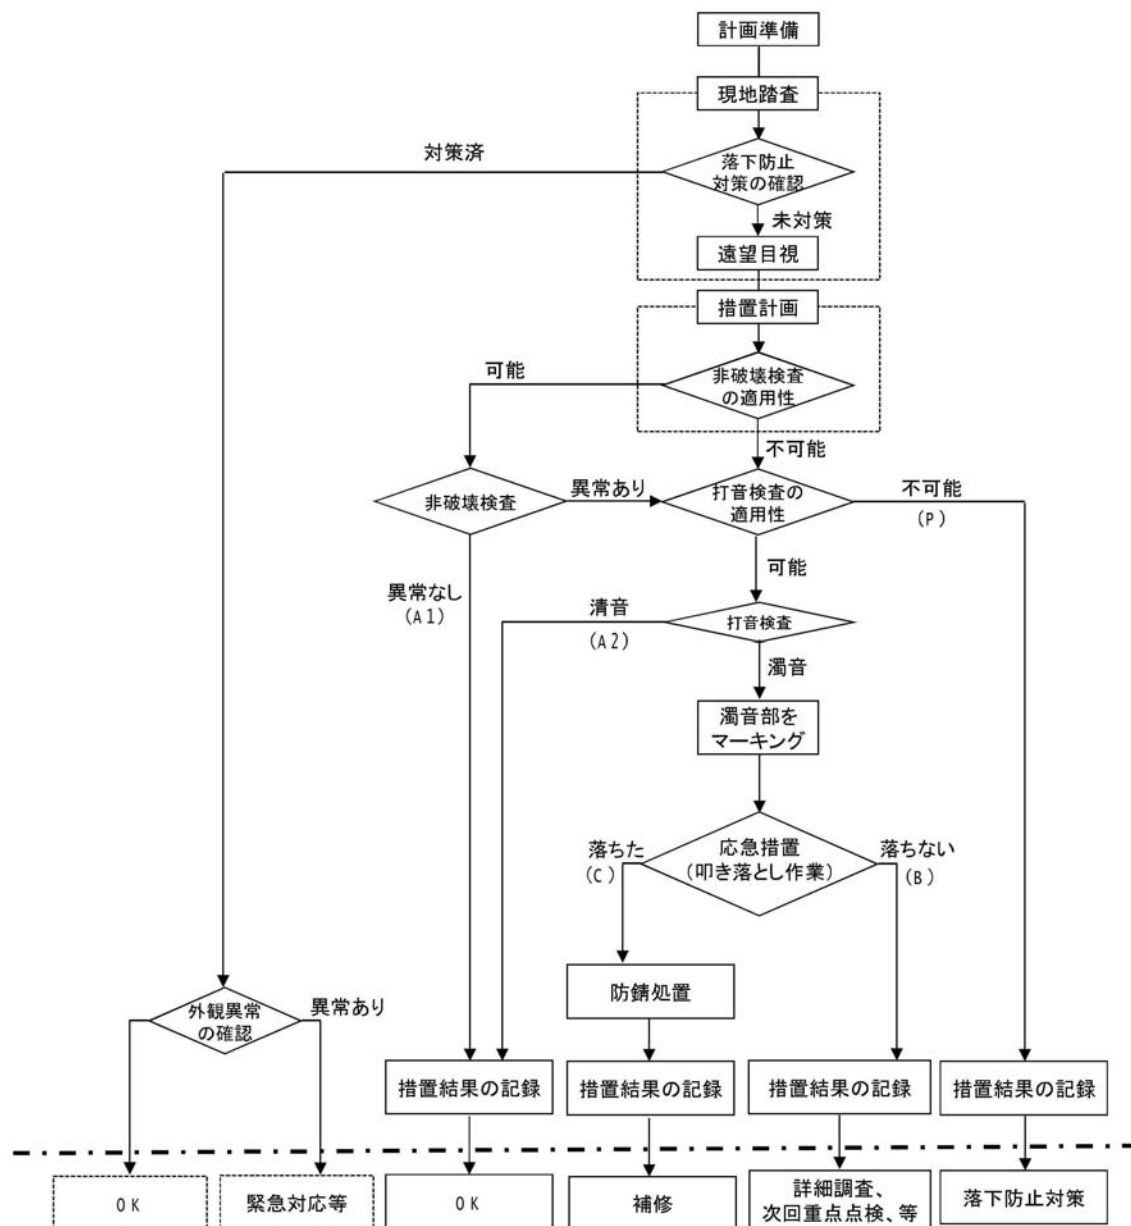 計画準備
現地踏査
対策済
落下防止
対策の確認
未対策
遠望目視
措置計画
可能
非破壊検査
の適用性
不可能
非破壊検査
異常あり
打音検査の
適用性
不可能
(P)
可能
異常なし
(A1)
清音
(A2)
打音検査
濁音
濁音部を
マーキング
落ちた
(C)
応急措置
(叩き落とし作業)
落ちない
(B)
防錆処置
外観異常
の確認
異常あり
措置結果の記録
措置結果の記録
措置結果の記録
措置結果の記録
OK
緊急対応等
OK
補修
詳細調査、
次回重点点検、等
落下防止対策